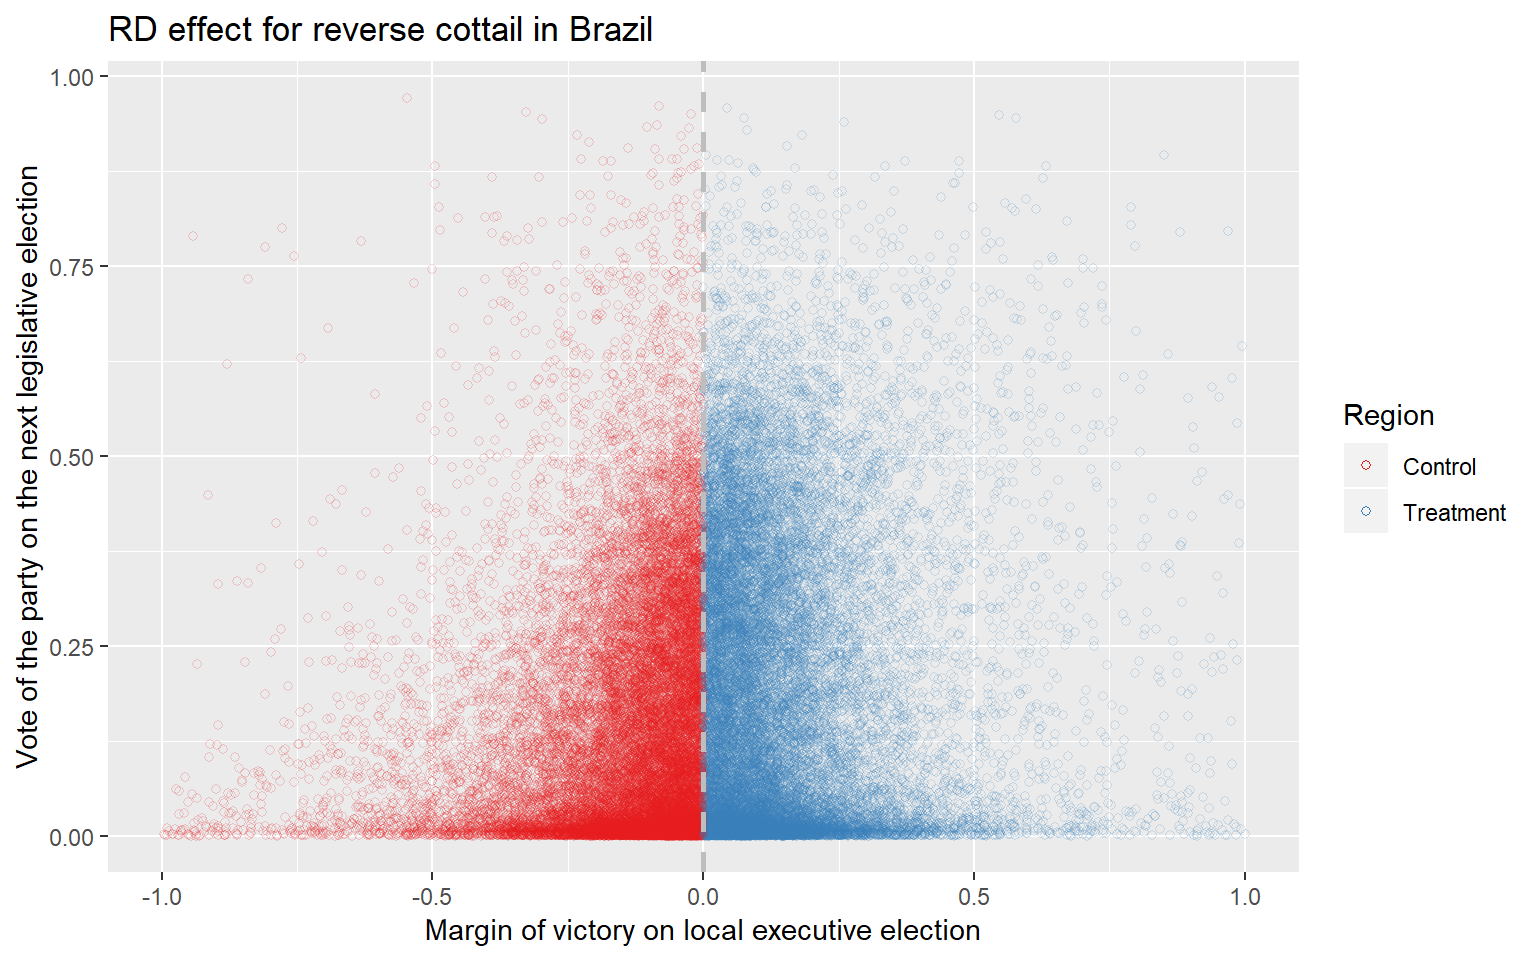 RD effect for reverse cottail in Brazil
Vote of the party on the next legislative election
1.00
0.75
0.50
0.25
0.00
-1.0
-0.5
0.0
0.5
1.0
Margin of victory on local executive election
Region
Control
Treatment